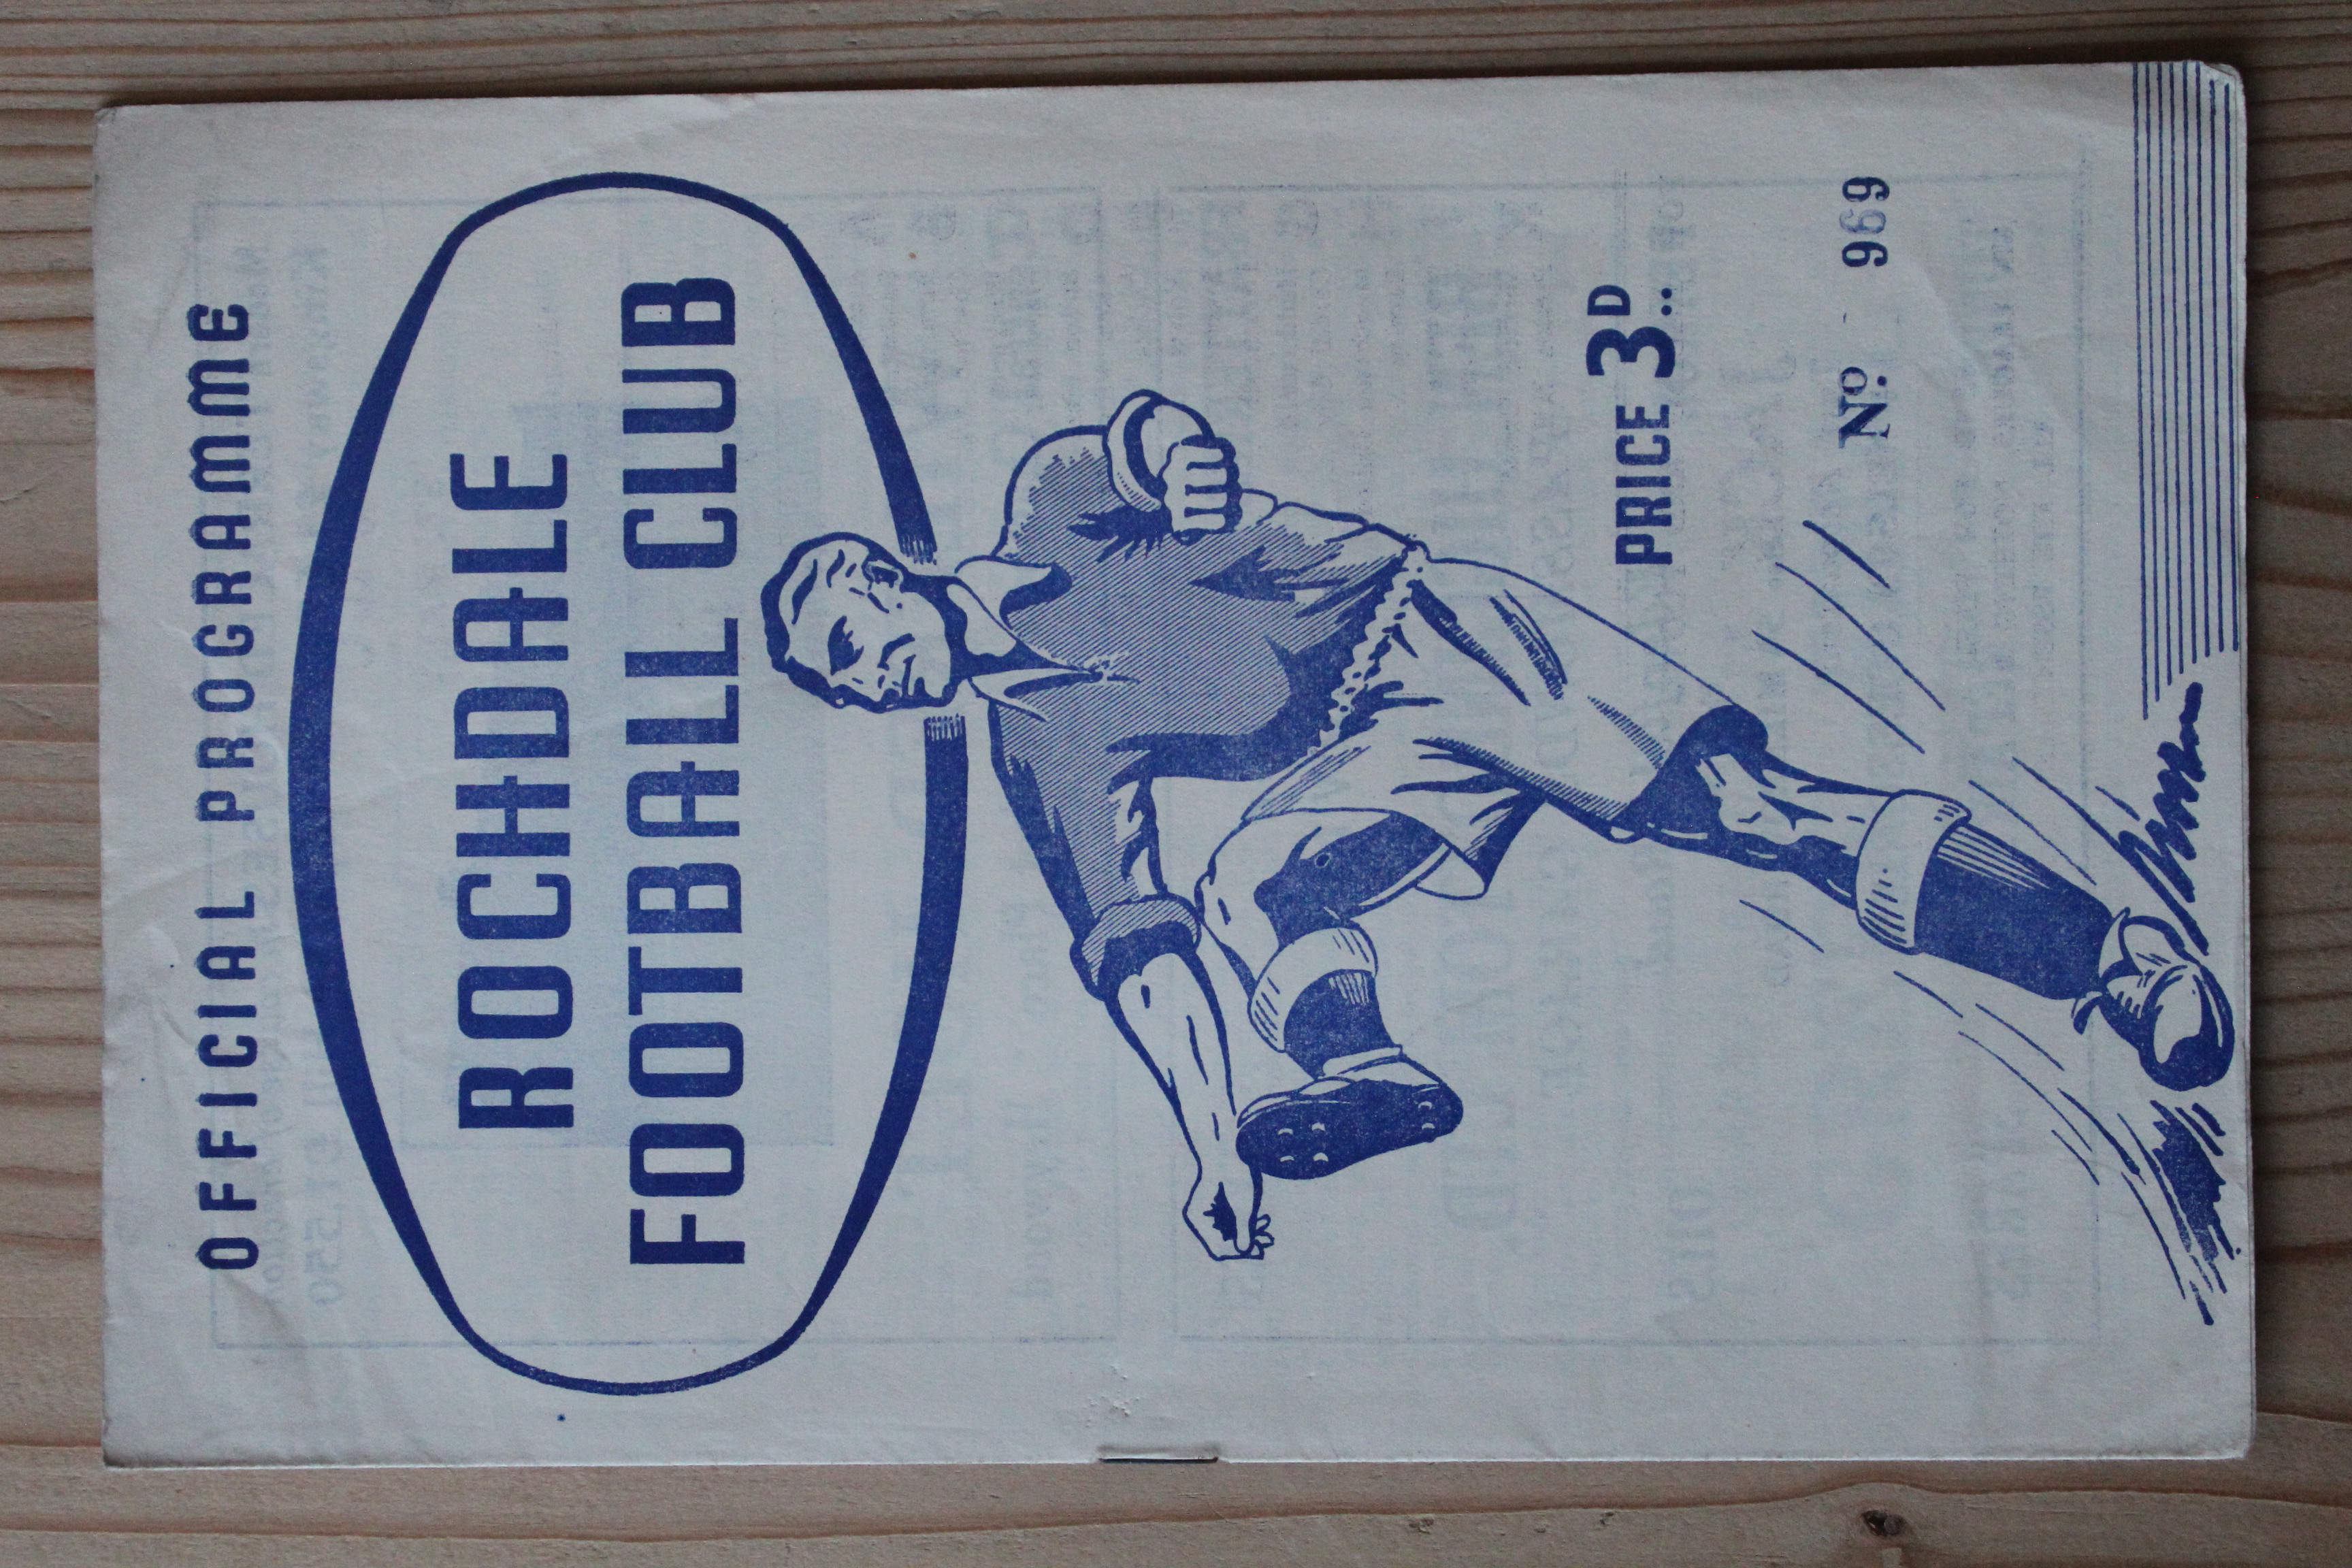 OFFICIAL PROGRAMME
ROCHDALE
FOOTBALL CLUB
PRICE 3D..
No. 969